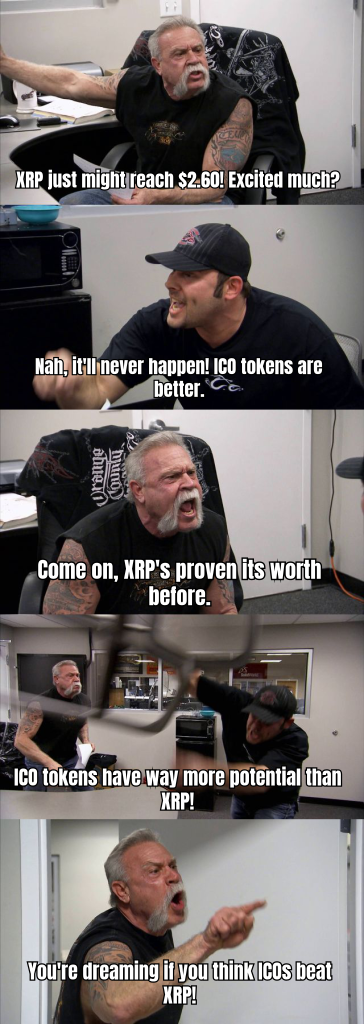 XRP just might reach $2.60! Excited much?
Nah, it'll never happen! ICO tokens are
better.
Orange
County
Come on, XRP's proven its worth
before.
ICO tokens have way more potential than
XRP!
You're dreaming if you think ICOs beat
XRP!